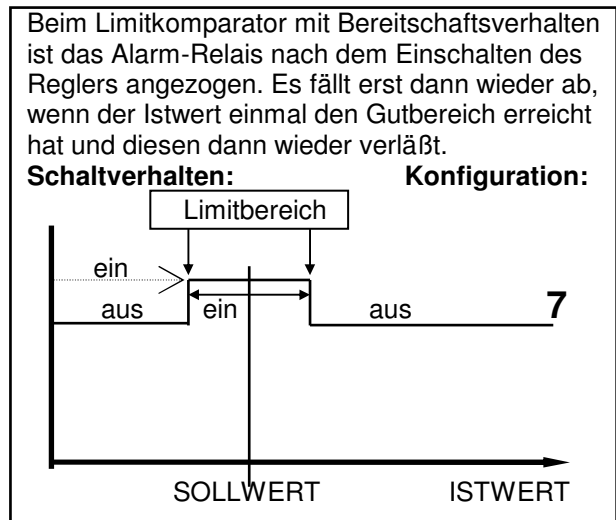 Beim Limitkomparator mit Bereitschaftsverhalten
ist das Alarm-Relais nach dem Einschalten des
Reglers angezogen. Es fällt erst dann wieder ab,
wenn der Istwert einmal den Gutbereich erreicht
hat und diesen dann wieder verläßt.
Schaltverhalten: Konfiguration:
Limitbereich
ein
aus ein aus 7
SOLLWERT ISTWERT